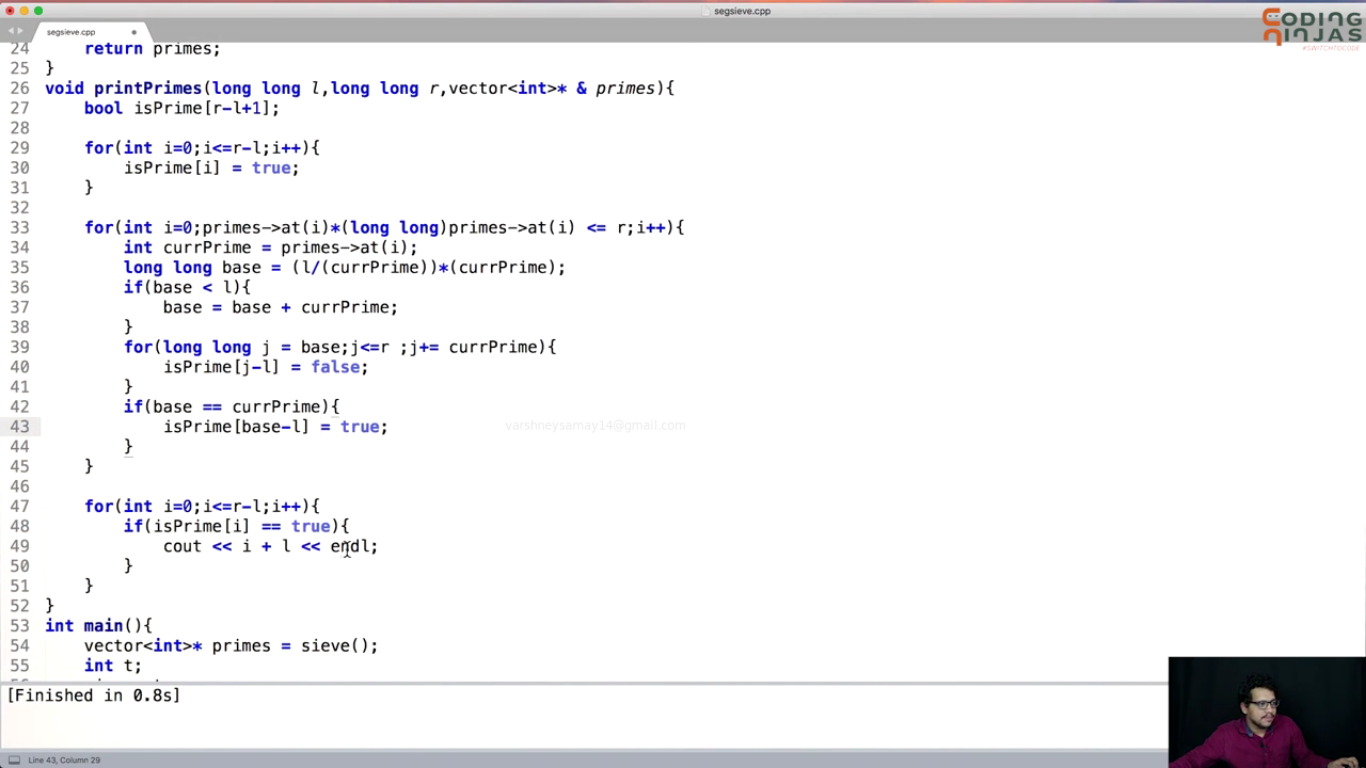 segsieve.cpp
CODING
NINJAS
#SWITCHTOCODE
segsieve.cpp
24 return primes;
25 }
26 void printPrimes(long long l,long long r,vector<int>* & primes){
27 bool isPrime[r-l+1];
28
29 for(int i=0;i<=r-l;i++){
30 isPrime[i] = true;
31 }
32
33 for(int i=0;primes->at(i)*(long long)primes->at(i) <= r;i++){
34 int currPrime = primes->at(i);
35 long long base = (l/(currPrime))*(currPrime);
36 if(base < l){
37 base = base + currPrime;
38 }
39 for(long long j = base;j<=r ;j+= currPrime){
40 isPrime[j-l] = false;
41 }
42 if(base == currPrime){
43 isPrime[base-l] = true;
varshneysamay14@gmail.com
44 }
45 }
46
47 for(int i=0;i<=r-l;i++){
48 if(isPrime[i] == true){
49 cout << i + l << endl;
50 }
51 }
52 }
53 int main(){
54 vector<int>* primes = sieve();
55 int t;
[Finished in 0.8s]
Line 43, Column 29